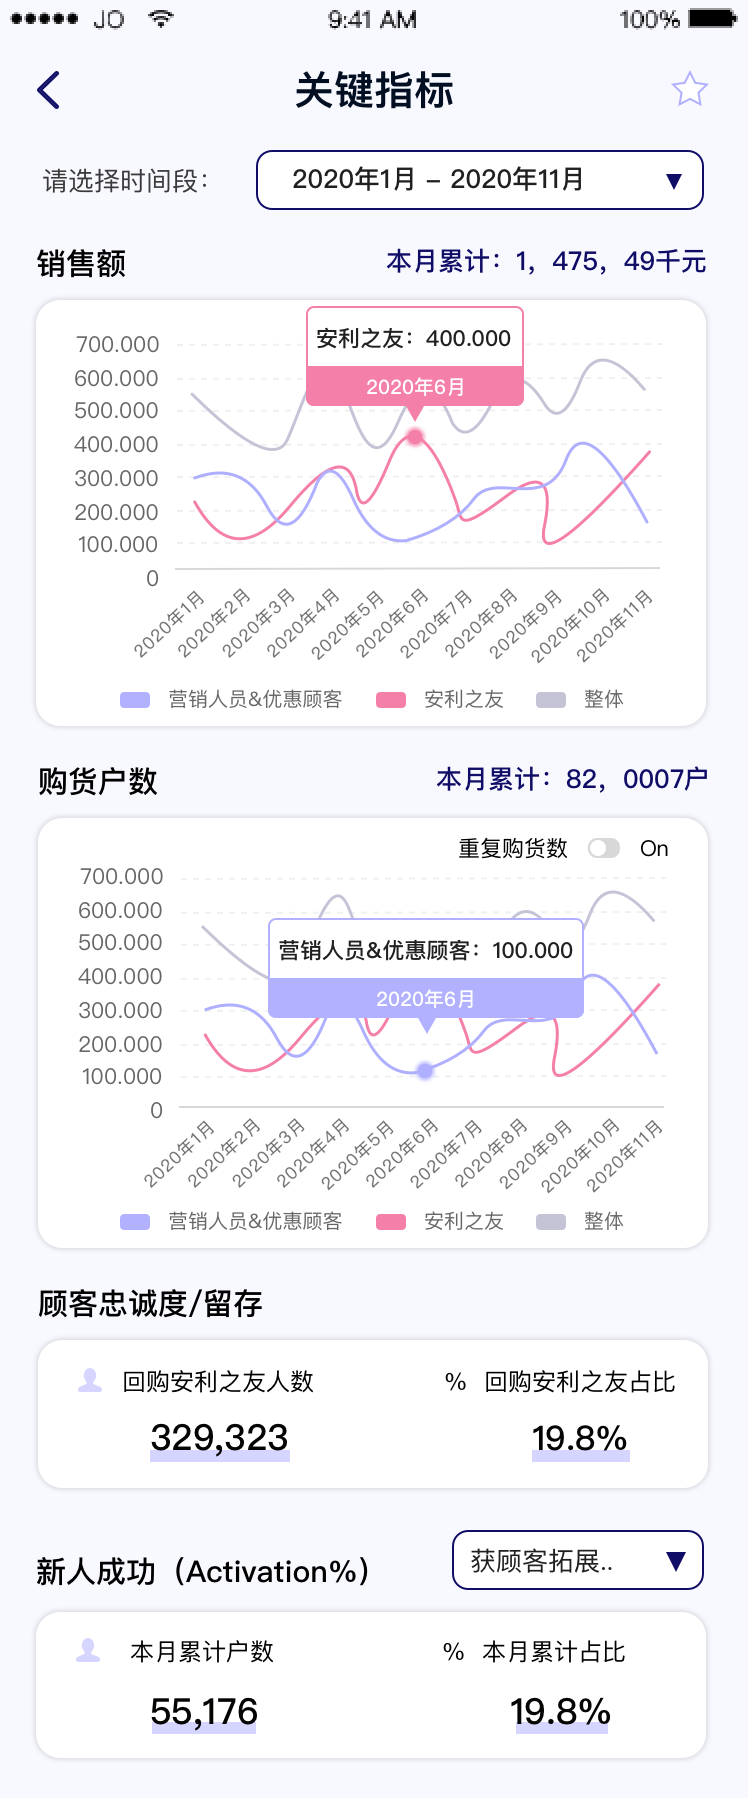 JO 9:41 AM 100%
关键指标
请选择时间段：
2020年1月 – 2020年11月
销售额
本月累计：1，475，49千元
安利之友：400.000
2020年6月
700.000
600.000
500.000
400.000
300.000
200.000
100.000
0
2020年1月
2020年2月
2020年3月
2020年4月
2020年5月
2020年6月
2020年7月
2020年8月
2020年9月
2020年10月
2020年11月
营销人员&优惠顾客 安利之友 整体
购货户数
本月累计：82，0007户
重复购货数 On
营销人员&优惠顾客：100.000
2020年6月
700.000
600.000
500.000
400.000
300.000
200.000
100.000
0
2020年1月
2020年2月
2020年3月
2020年4月
2020年5月
2020年6月
2020年7月
2020年8月
2020年9月
2020年10月
2020年11月
营销人员&优惠顾客 安利之友 整体
顾客忠诚度/留存
回购安利之友人数
329,323
% 回购安利之友占比
19.8%
新人成功（Activation%）
获顾客拓展..
本月累计户数
55,176
% 本月累计占比
19.8%